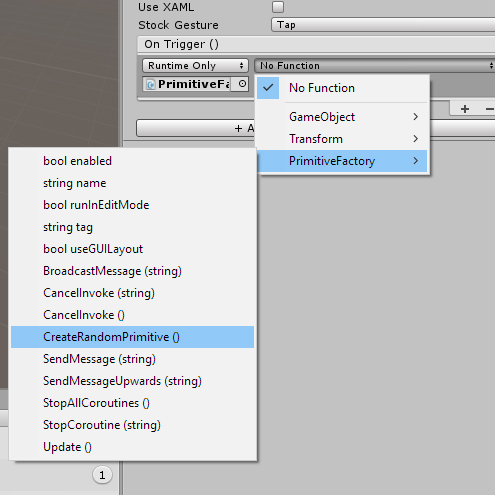 Use XAML
Stock Gesture Tap
On Trigger ()
Runtime Only No Function
PrimitiveFa
No Function
GameObject
Transform
PrimitiveFactory
+ −
+ A
bool enabled
string name
bool runInEditMode
string tag
bool useGUILayout
BroadcastMessage (string)
CancelInvoke (string)
CancelInvoke ()
CreateRandomPrimitive ()
SendMessage (string)
SendMessageUpwards (string)
StopAllCoroutines ()
StopCoroutine (string)
Update ()
1